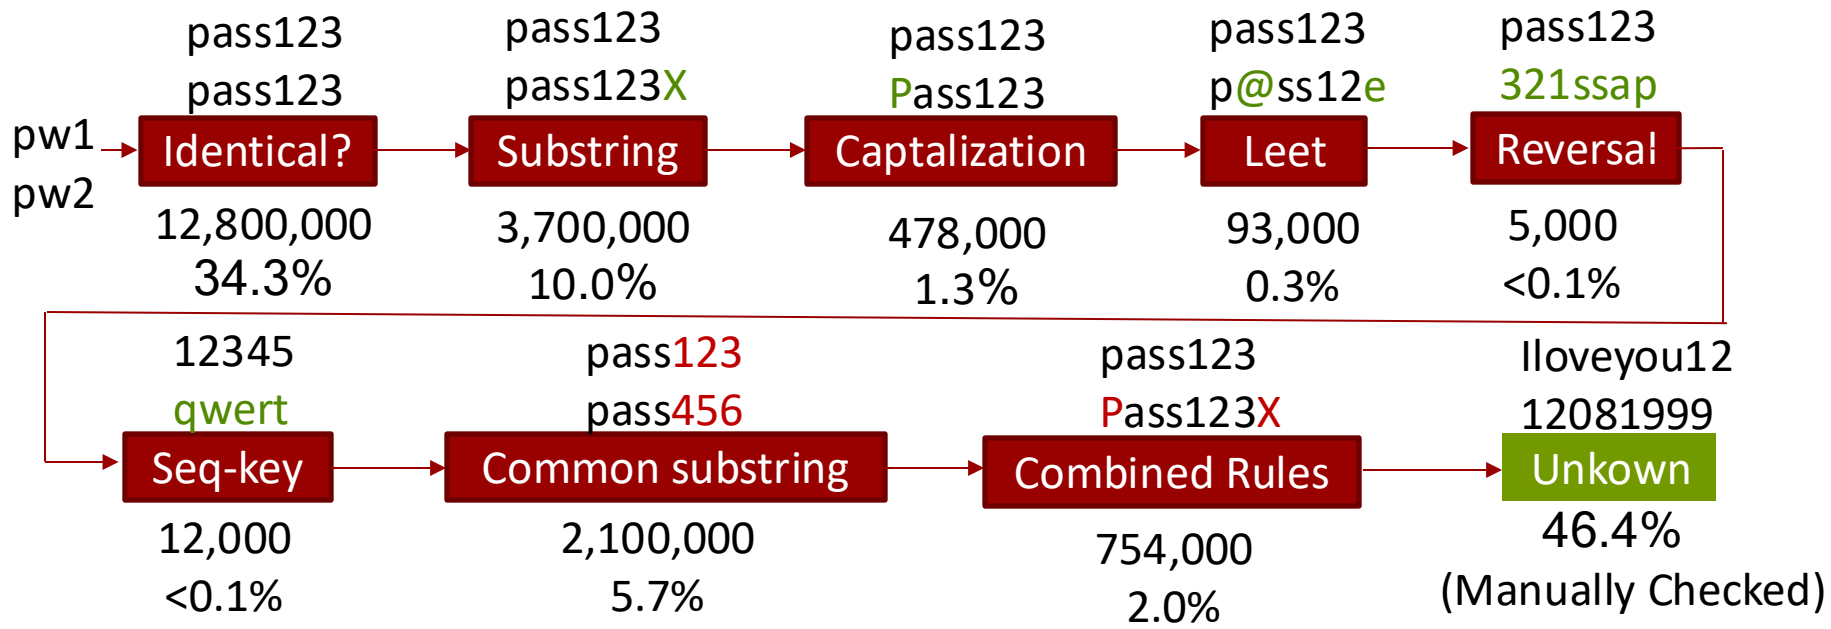 pw1
pw2
pass123
pass123
Identical?
12,800,000
34.3%
pass123
pass123X
Substring
3,700,000
10.0%
pass123
Pass123
Captalization
478,000
1.3%
pass123
p@ss12e
Leet
93,000
0.3%
pass123
321ssap
Reversal
5,000
<0.1%
12345
qwert
Seq-key
12,000
<0.1%
pass123
pass456
Common substring
2,100,000
5.7%
pass123
Pass123X
Combined Rules
754,000
2.0%
Iloveyou12
12081999
Unkown
46.4%
(Manually Checked)